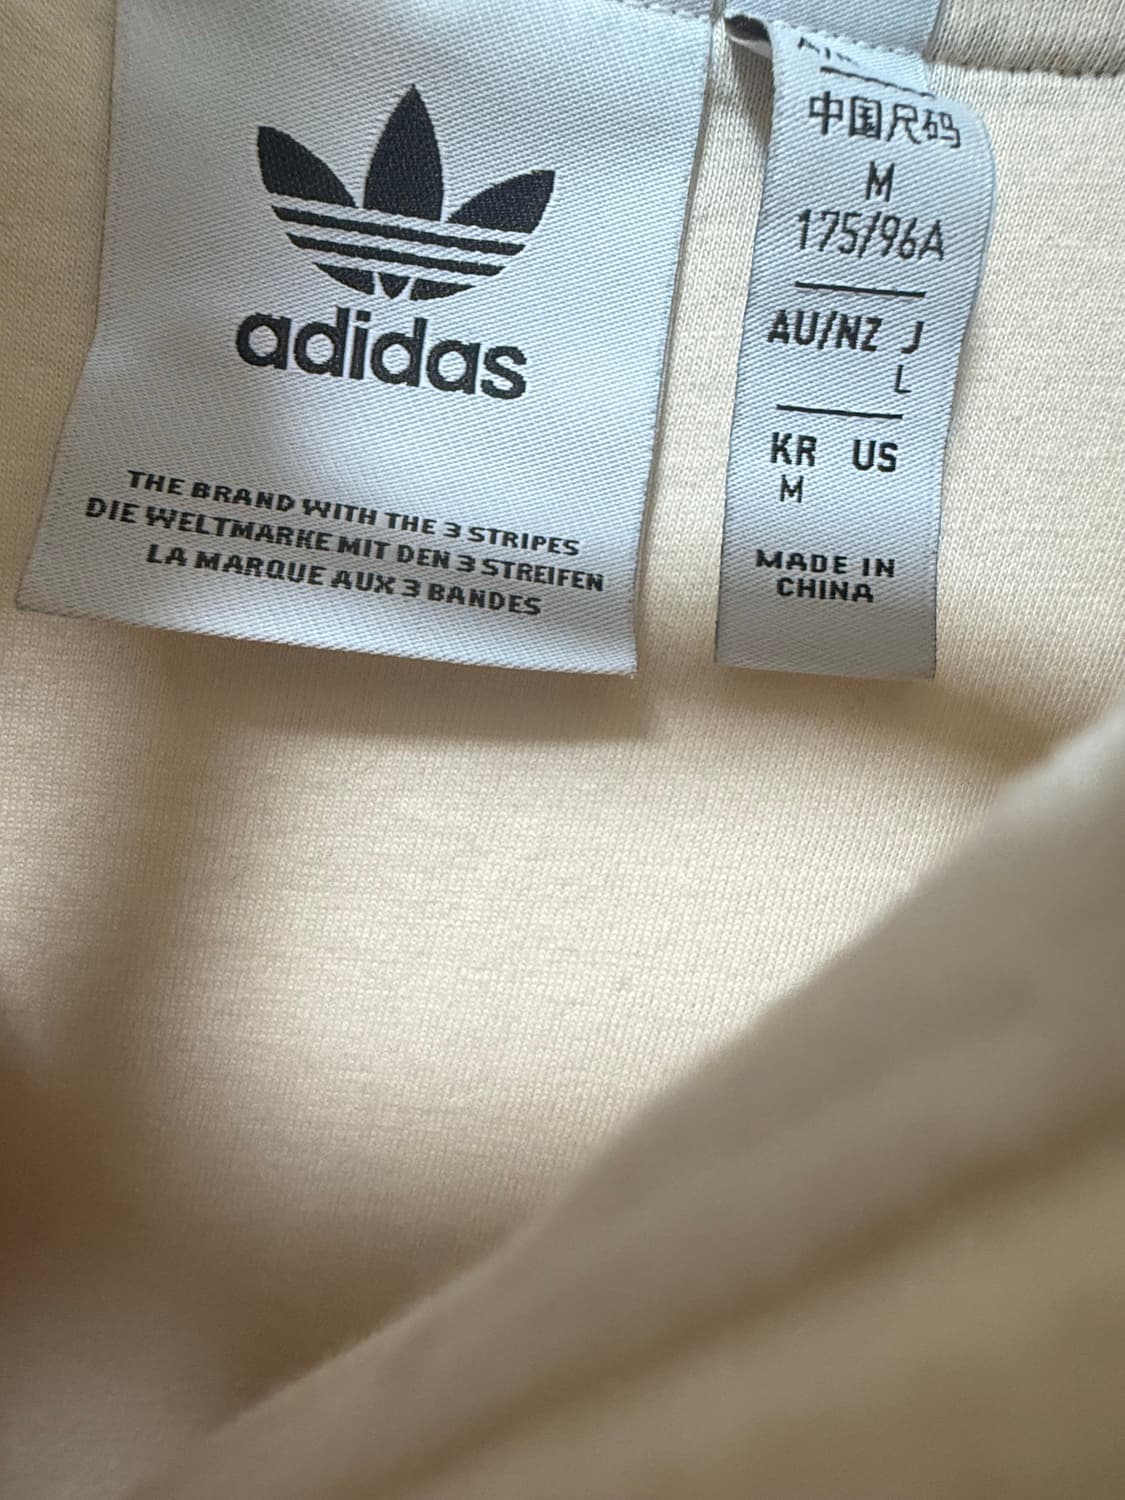 adidas
THE BRAND WITH THE 3 STRIPES
DIE WELTMARKE MIT DEN 3 STREIFEN
LA MARQUE AUX 3 BANDES
中国尺码
M
175/96A
AU/NZ J
L
KR US
M
MADE IN
CHINA